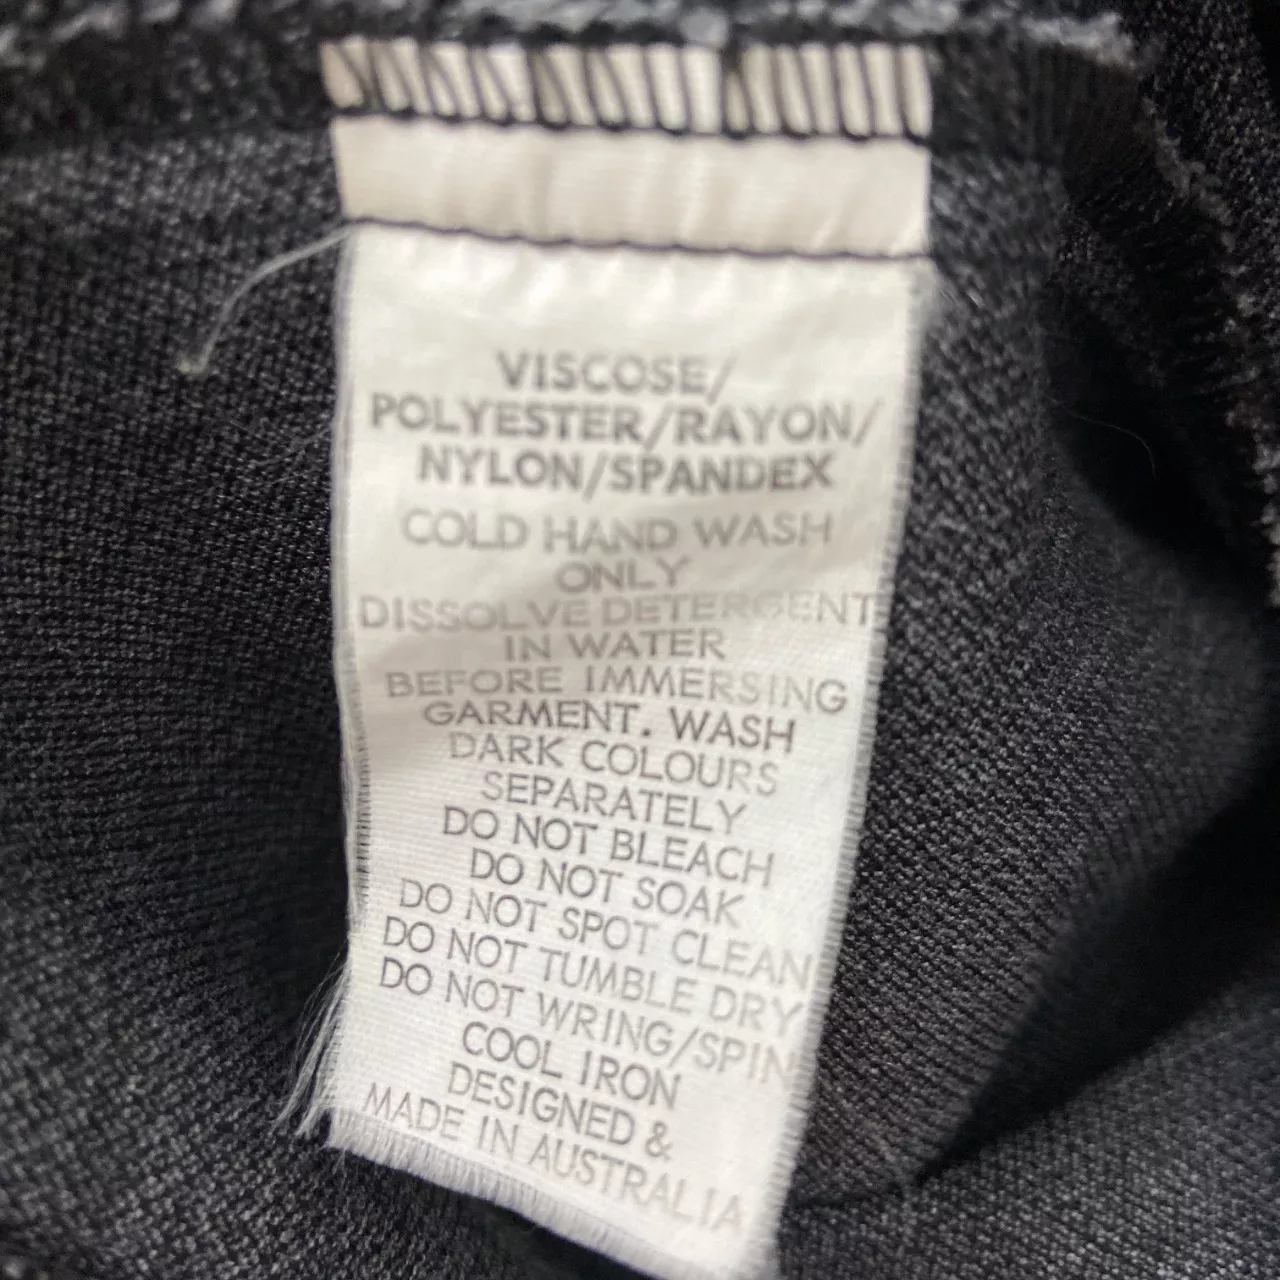 VISCOSE/
POLYESTER/RAYON/
NYLON/SPANDEX
COLD HAND WASH
ONLY
DISSOLVE DETERGENT
IN WATER
BEFORE IMMERSING
GARMENT. WASH
DARK COLOURS
SEPARATELY
DO NOT BLEACH
DO NOT SOAK
DO NOT SPOT CLEAN
DO NOT TUMBLE DRY
DO NOT WRING/SPIN
COOL IRON
DESIGNED &
MADE IN AUSTRALIA